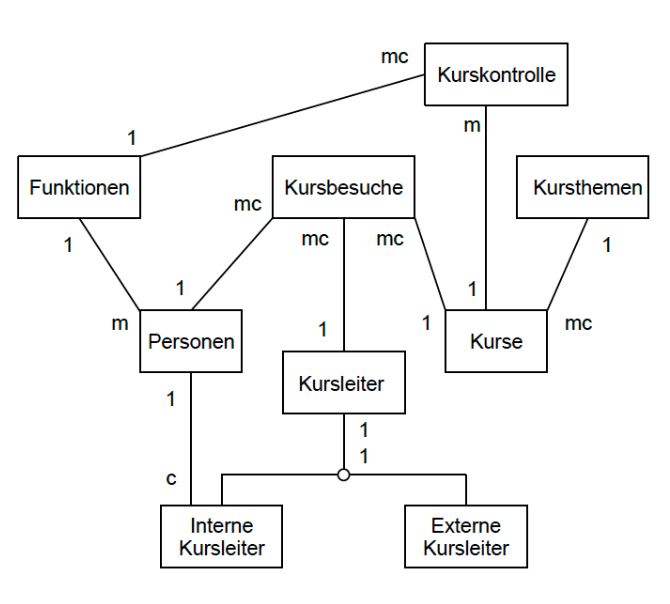 mc
Kurskontrolle
m
1
Funktionen
Kursbesuche
Kursthemen
mc
1
mc
mc
1
1
1
m
Personen
1
1
Kurse
mc
Kursleiter
1
1
1
c
Interne
Kursleiter
Externe
Kursleiter